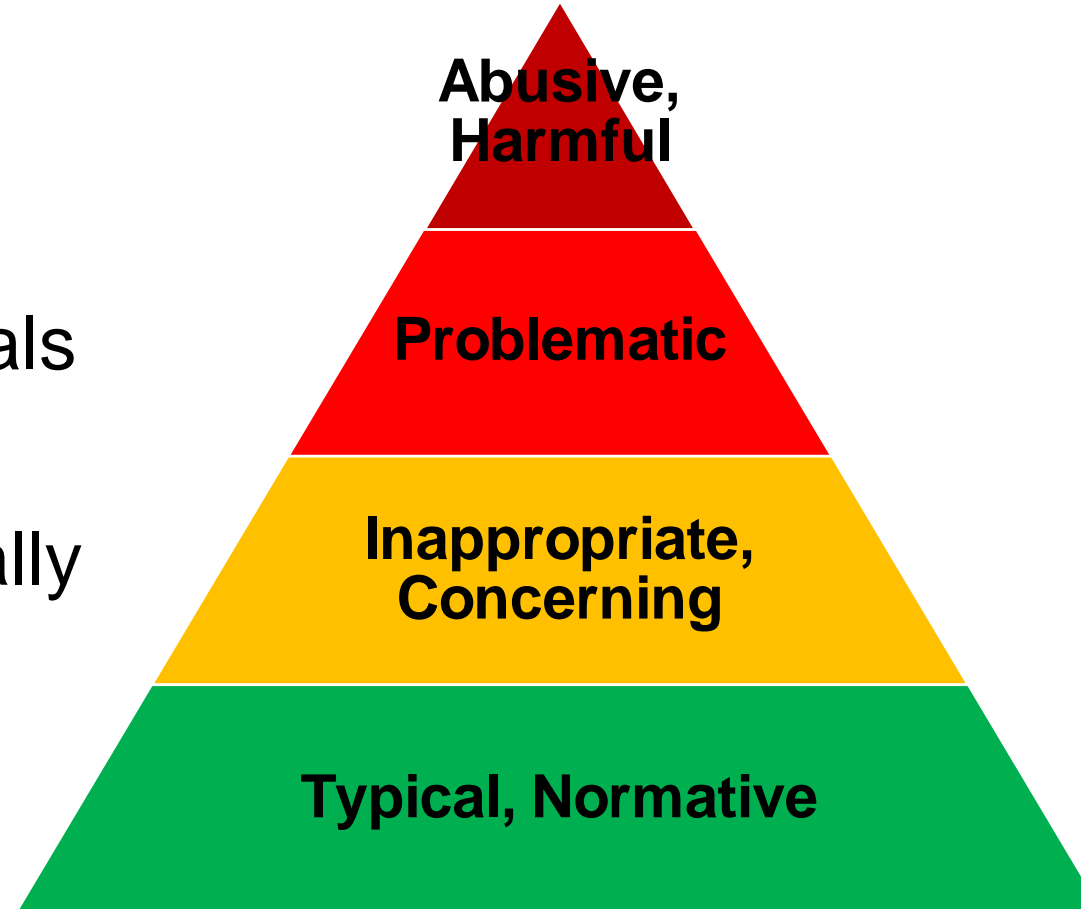 Abusive,
Harmful
als
Problematic
ally
Inappropriate,
Concerning
Typical, Normative